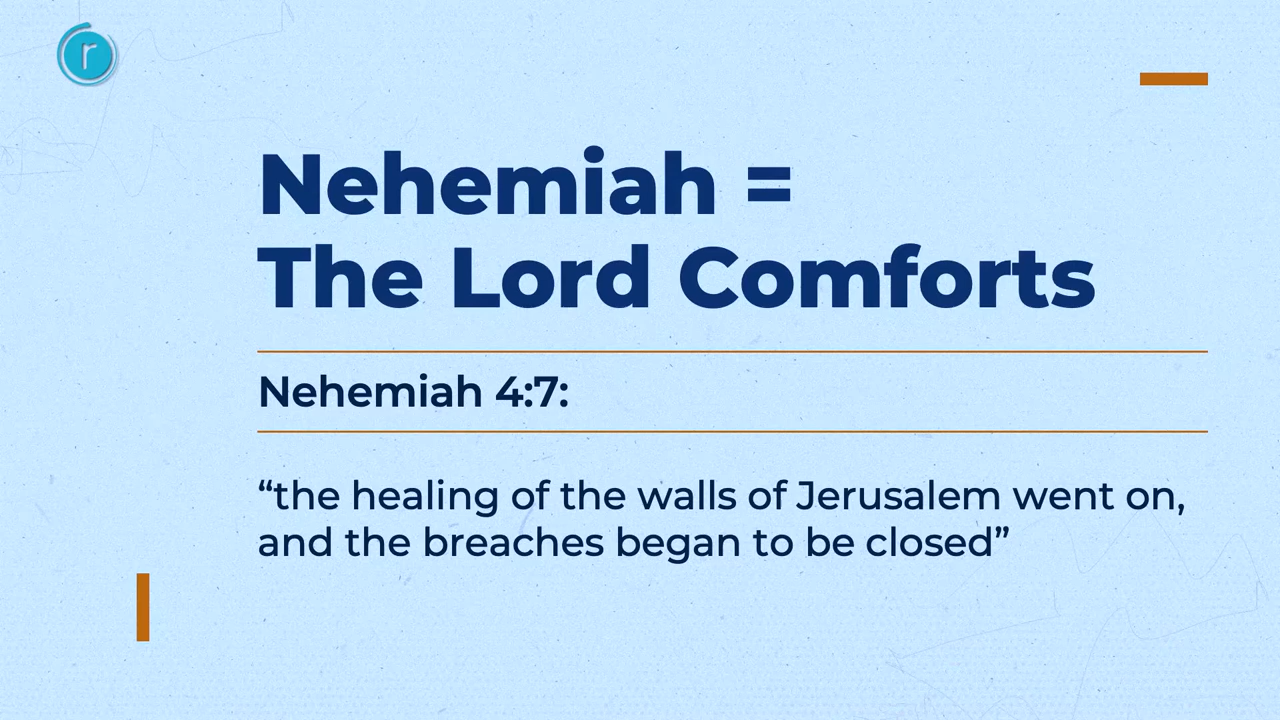 r
Nehemiah =
The Lord Comforts
Nehemiah 4:7:
“the healing of the walls of Jerusalem went on,
and the breaches began to be closed”